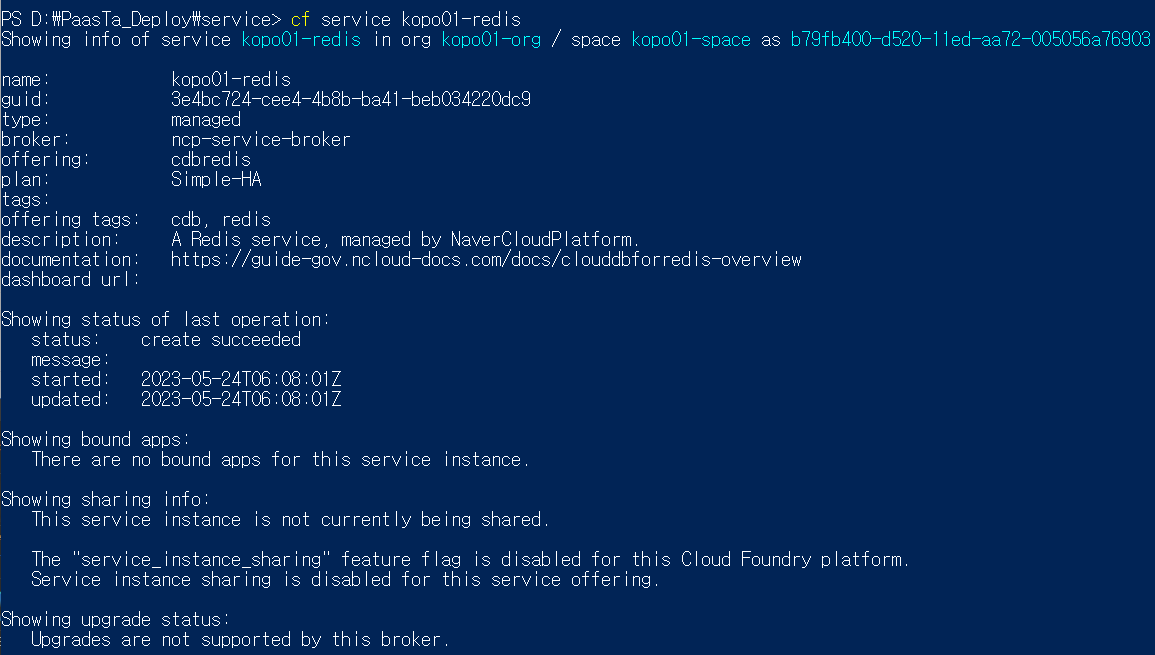 PS D:₩PaasTa_Deploy₩service> cf service kopo01-redis
Showing info of service kopo01-redis in org kopo01-org / space kopo01-space as b79fb400-d520-11ed-aa72-005056a76903
name: kopo01-redis
guid: 3e4bc724-cee4-4b8b-ba41-beb034220dc9
type: managed
broker: ncp-service-broker
offering: cdbredis
plan: Simple-HA
tags:
offering tags: cdb, redis
description: A Redis service, managed by NaverCloudPlatform.
documentation: https://guide-gov.ncloud-docs.com/docs/clouddbforredis-overview
dashboard url:
Showing status of last operation:
status: create succeeded
message:
started: 2023-05-24T06:08:01Z
updated: 2023-05-24T06:08:01Z
Showing bound apps:
There are no bound apps for this service instance.
Showing sharing info:
This service instance is not currently being shared.
The "service_instance_sharing" feature flag is disabled for this Cloud Foundry platform.
Service instance sharing is disabled for this service offering.
Showing upgrade status:
Upgrades are not supported by this broker.